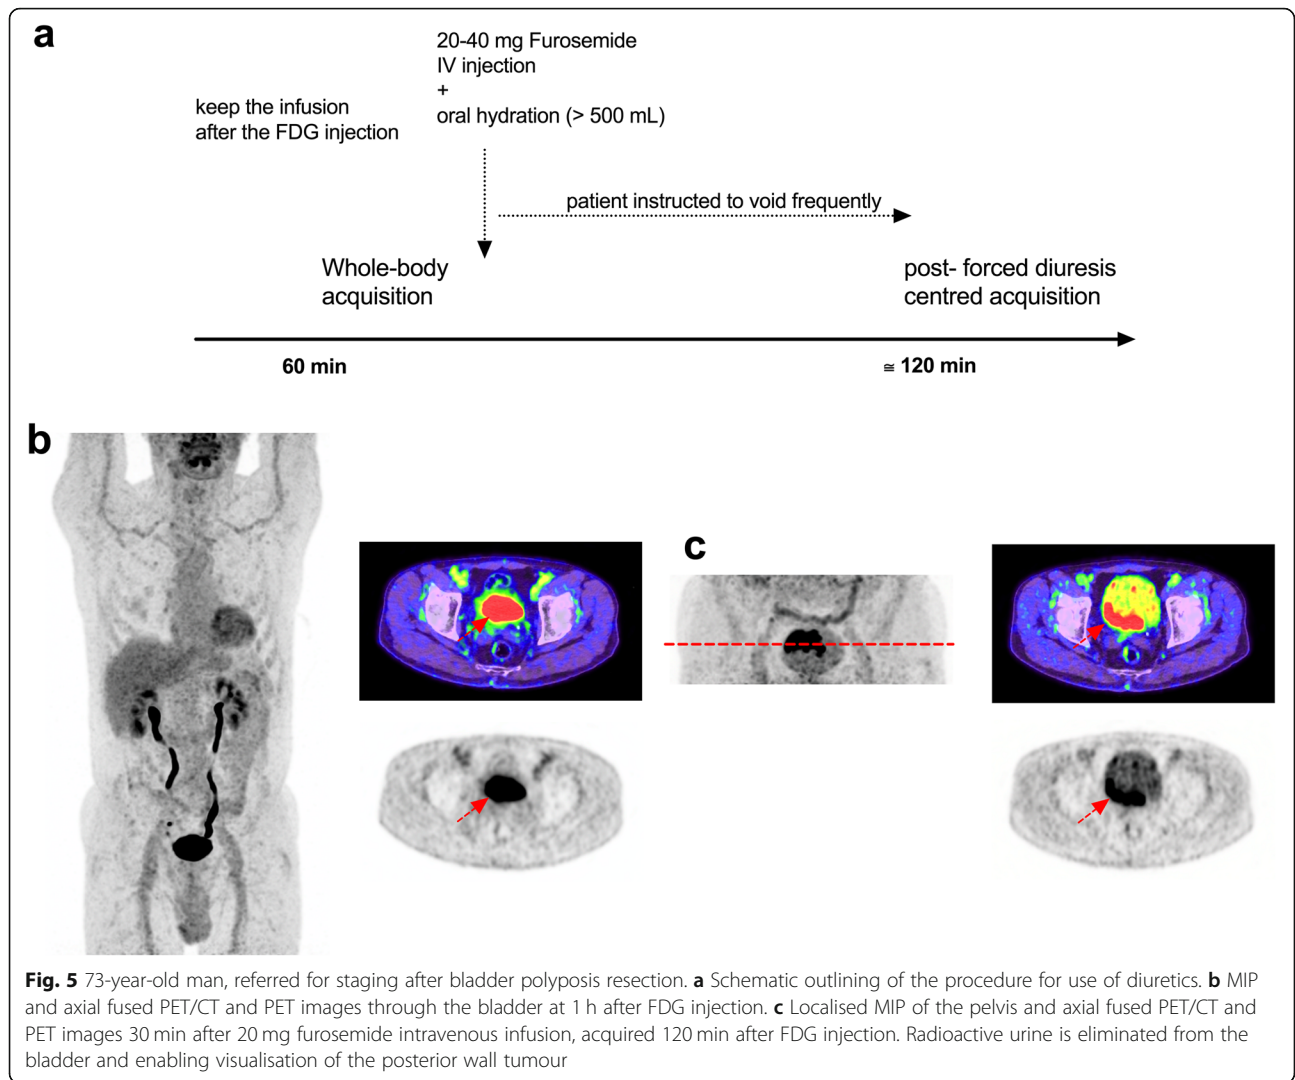 a
20-40 mg Furosemide
IV injection
+
oral hydration (> 500 mL)
keep the infusion
after the FDG injection
patient instructed to void frequently
Whole-body
acquisition
post- forced diuresis
centred acquisition
60 min
≅ 120 min
b
c
Fig. 5 73-year-old man, referred for staging after bladder polyposis resection. a Schematic outlining of the procedure for use of diuretics. b MIP
and axial fused PET/CT and PET images through the bladder at 1 h after FDG injection. c Localised MIP of the pelvis and axial fused PET/CT and
PET images 30 min after 20 mg furosemide intravenous infusion, acquired 120 min after FDG injection. Radioactive urine is eliminated from the
bladder and enabling visualisation of the posterior wall tumour